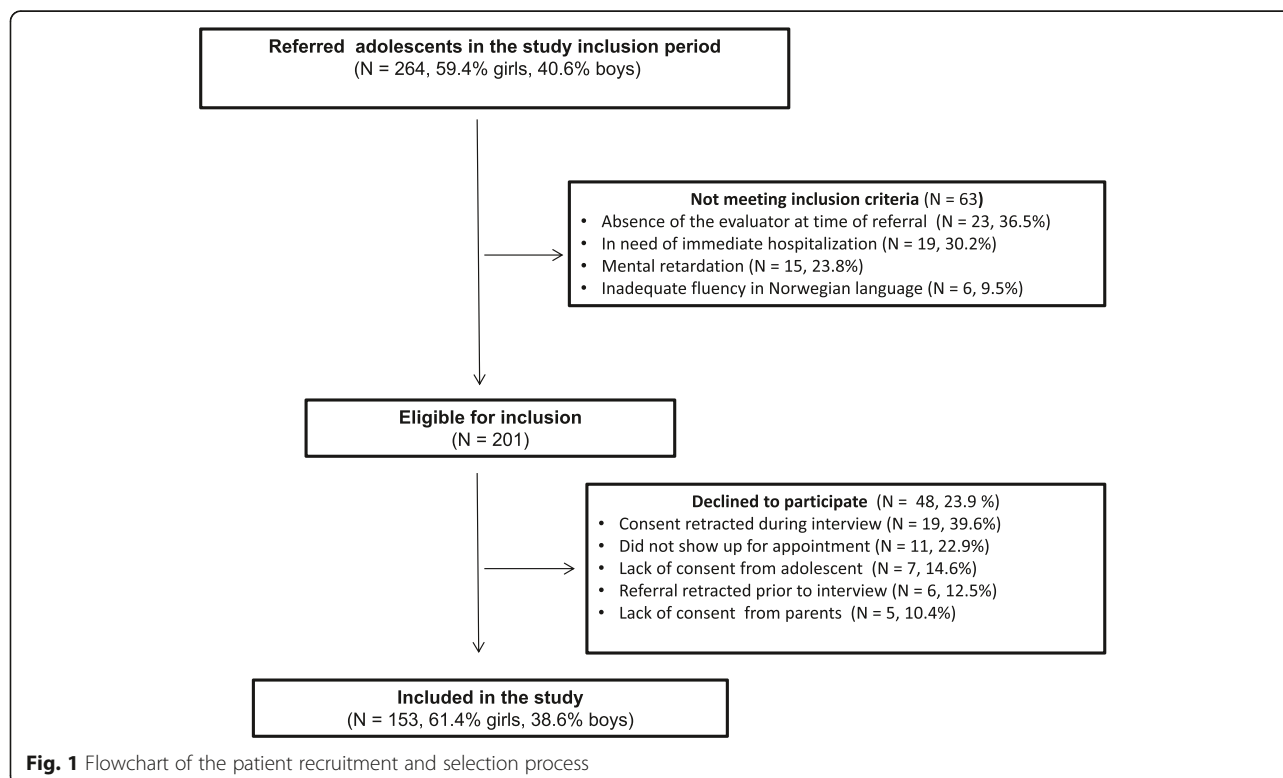 Referred adolescents in the study inclusion period
(N = 264, 59.4% girls, 40.6% boys)
Not meeting inclusion criteria (N = 63)
• Absence of the evaluator at time of referral (N = 23, 36.5%)
• In need of immediate hospitalization (N = 19, 30.2%)
• Mental retardation (N = 15, 23.8%)
• Inadequate fluency in Norwegian language (N = 6, 9.5%)
Eligible for inclusion
(N = 201)
Declined to participate (N = 48, 23.9 %)
• Consent retracted during interview (N = 19, 39.6%)
• Did not show up for appointment (N = 11, 22.9%)
• Lack of consent from adolescent (N = 7, 14.6%)
• Referral retracted prior to interview (N = 6, 12.5%)
• Lack of consent from parents (N = 5, 10.4%)
Included in the study
(N = 153, 61.4% girls, 38.6% boys)
Fig. 1 Flowchart of the patient recruitment and selection process